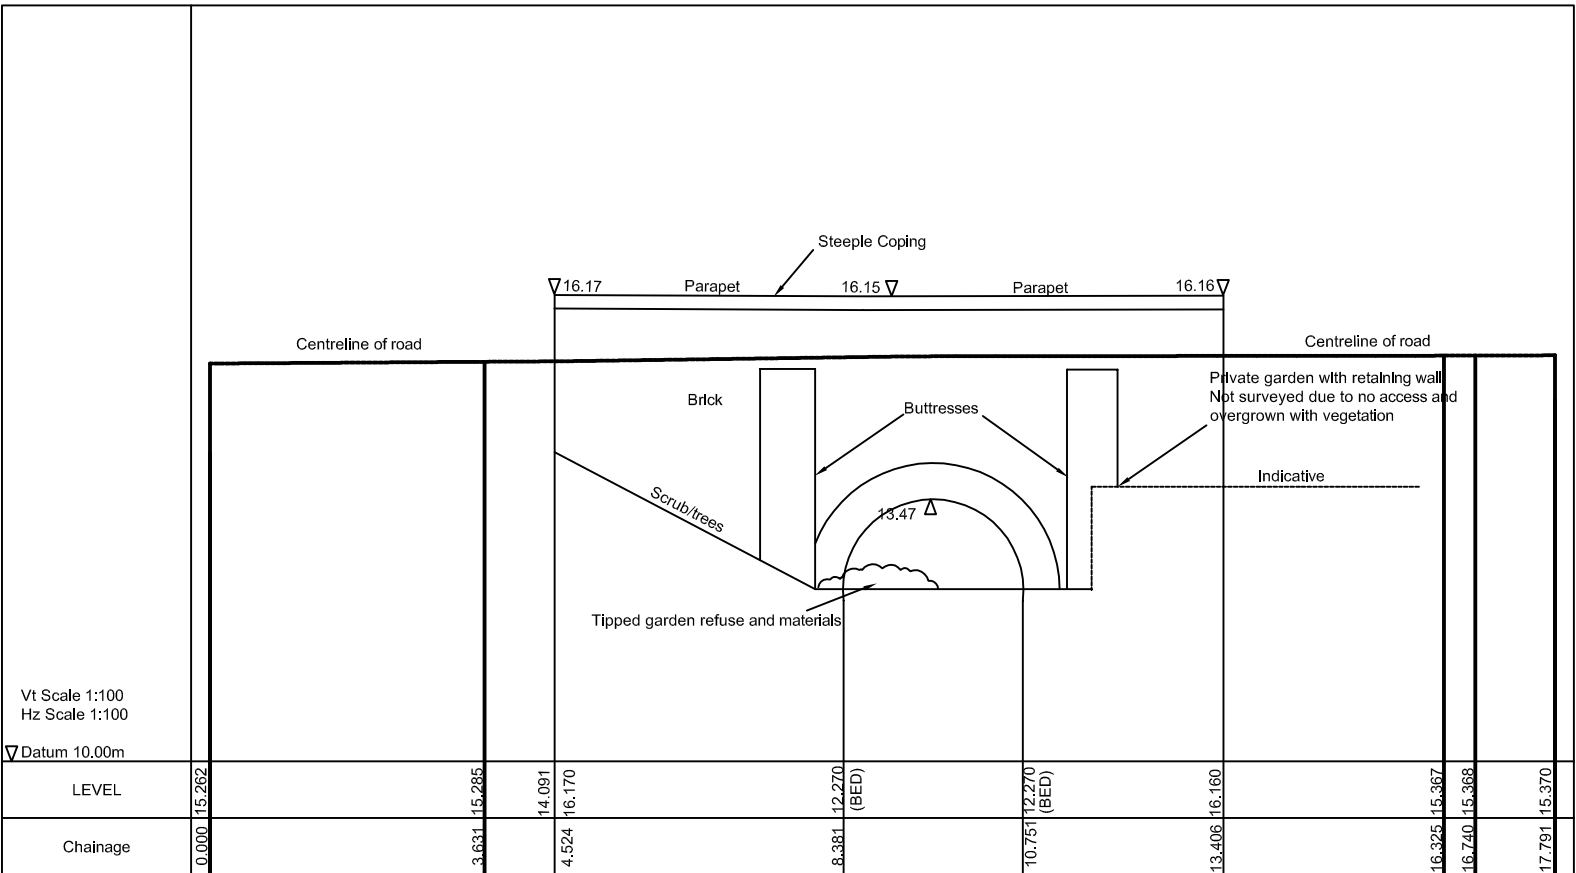 Steeple Coping
16.17
Parapet
16.15
Parapet
16.16
Centreline of road
Centreline of road
Private garden with retaining wall
Not surveyed due to no access and
overgrown with vegetation
Brick
Buttresses
Indicative
Scrub/trees
13.47
Tipped garden refuse and materials
Vt Scale 1:100
Hz Scale 1:100
Datum 10.00m
LEVEL
15.262
15.285
14.091
16.170
12.270
(BED)
12.270
(BED)
16.160
15.367
15.368
15.370
Chainage
0.000
3.631
4.524
8.381
10.751
13.406
16.325
16.740
17.791